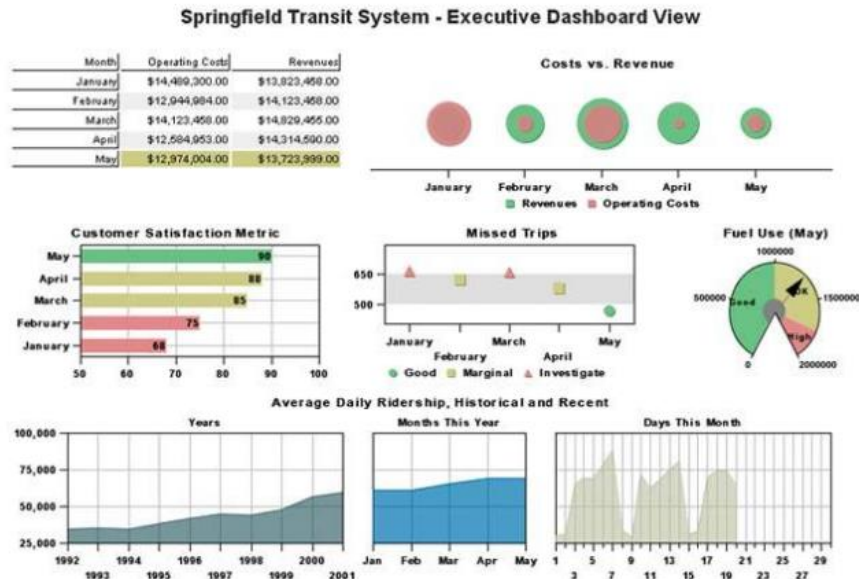 Springfield Transit System - Executive Dashboard View
Month Operating Costs Revenues
January $14,489,300.00 $13,823,458.00
February $12,944,984.00 $14,123,458.00
March $14,123,458.00 $14,829,455.00
April $12,584,953.00 $14,314,590.00
May $12,974,004.00 $13,723,999.00
Costs vs. Revenue
January February March April May
Revenues Operating Costs
Customer Satisfaction Metric
May 90
April 88
March 85
February 75
January 68
50 60 70 80 90 100
Missed Trips
650
500
January March May
February April
Good Marginal Investigate
Fuel Use (May)
1000000
500000 Good OK 1500000
High
0 2000000
Average Daily Ridership, Historical and Recent
Years Months This Year Days This Month
100,000
75,000
50,000
25,000
1992 1994 1996 1998 2000
1993 1995 1997 1999 2001
Jan Feb Mar Apr May
1 5 9 13 17 21 25 29
3 7 11 15 19 23 27